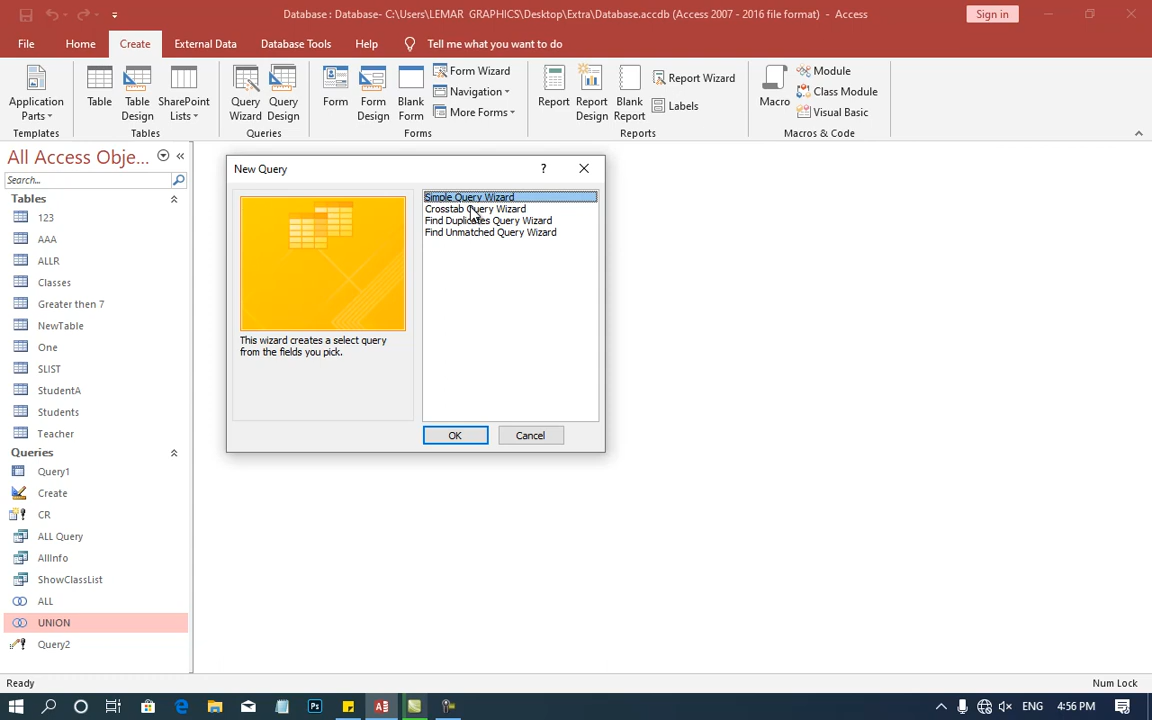 Database : Database- C:\Users\LEMAR GRAPHICS\Desktop\Extra\Database.accdb (Access 2007 - 2016 file format) - Access
Sign in
File Home Create External Data Database Tools Help Tell me what you want to do
Application Parts
Table
Table Design
SharePoint Lists
Query Wizard
Query Design
Form
Form Design
Blank Form
Form Wizard
Navigation
More Forms
Report
Report Design
Blank Report
Report Wizard
Labels
Macro
Module
Class Module
Visual Basic
Templates Tables Queries Forms Reports Macros & Code
All Access Obje...
Search...
Tables
123
AAA
ALLR
Classes
Greater then 7
NewTable
One
SLIST
StudentA
Students
Teacher
Queries
Query1
Create
CR
ALL Query
AllInfo
ShowClassList
ALL
UNION
Query2
New Query
?
Simple Query Wizard
Crosstab Query Wizard
Find Duplicates Query Wizard
Find Unmatched Query Wizard
This wizard creates a select query
from the fields you pick.
OK Cancel
Ready
Num Lock
Ps
ENG
4:56 PM